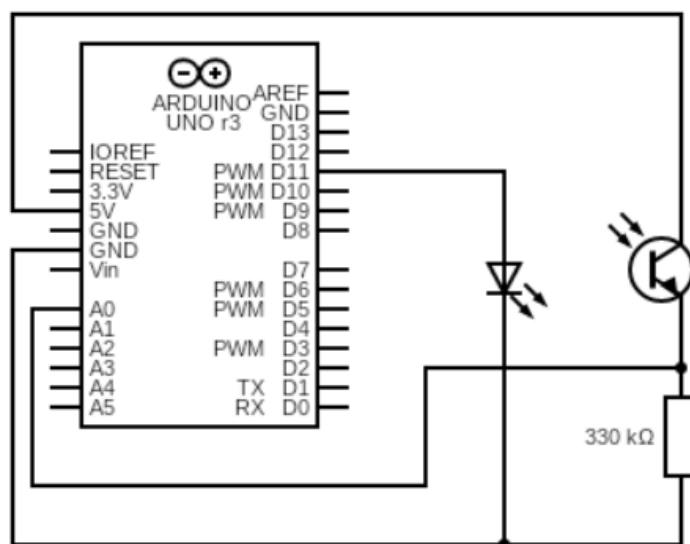 ARDUINO
UNO r3
AREF
GND
D13
D12
IOREF
PWM D11
RESET
PWM D10
3.3V
PWM D9
5V
D8
GND
GND
D7
Vin
PWM D6
PWM D5
A0
D4
A1
PWM D3
A2
D2
A3
TX D1
A4
RX D0
A5
330 kΩ